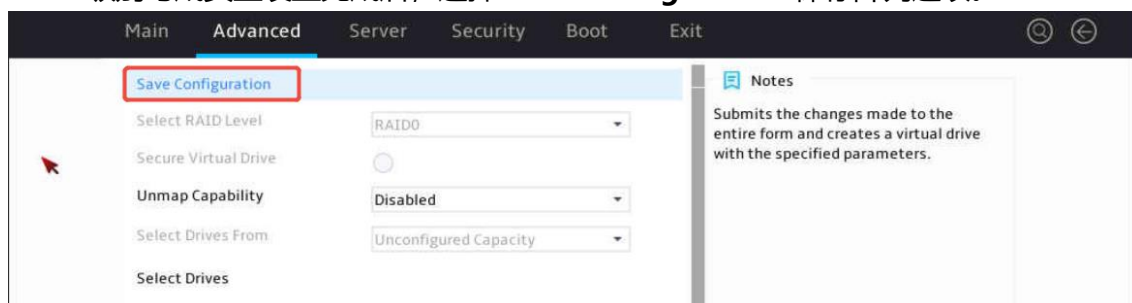 Main Advanced Server Security Boot Exit
Save Configuration
Notes
Select RAID Level RAID0
Submits the changes made to the
entire form and creates a virtual drive
with the specified parameters.
Secure Virtual Drive
Unmap Capability Disabled
Select Drives From Unconfigured Capacity
Select Drives